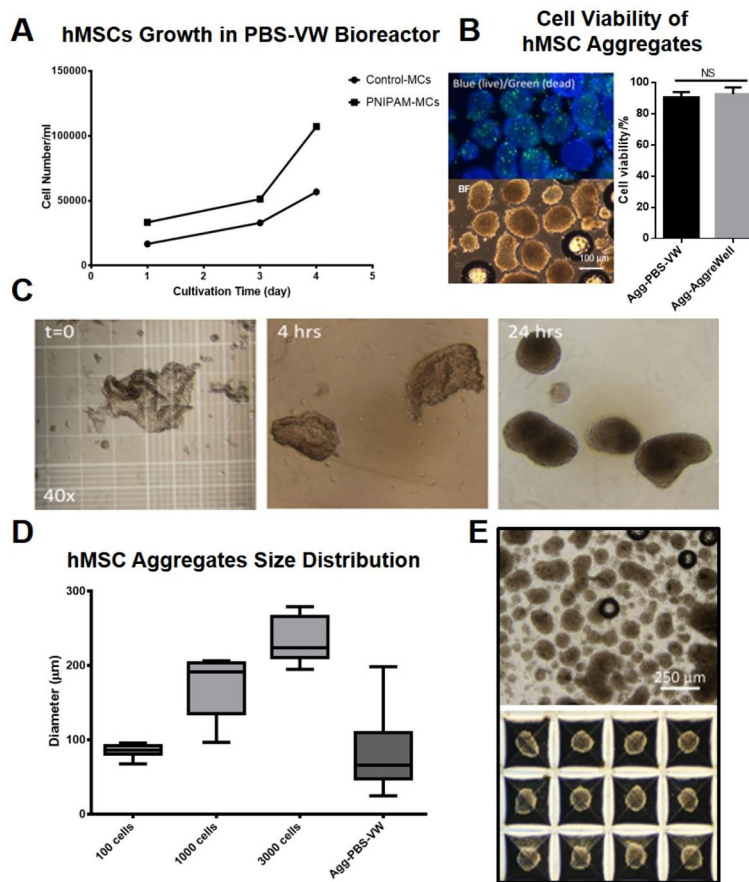 A
hMSCs Growth in PBS-VW Bioreactor
150000
100000
50000
0
0
1
2
3
4
5
Cell Number/ml
Cultivation Time (day)
Control-MCs
PNIPAM-MCs
B
Cell Viability of
hMSC Aggregates
Blue (live)/Green (dead)
BF
100 µm
NS
100
80
60
40
20
0
Cell viability/%
Agg-PBS-VW
Agg-AggreWell
C
t=0
40x
4 hrs
24 hrs
D
hMSC Aggregates Size Distribution
300
200
100
0
Diameter (µm)
100 cells
1000 cells
3000 cells
Agg-PBS-VW
E
250 µm